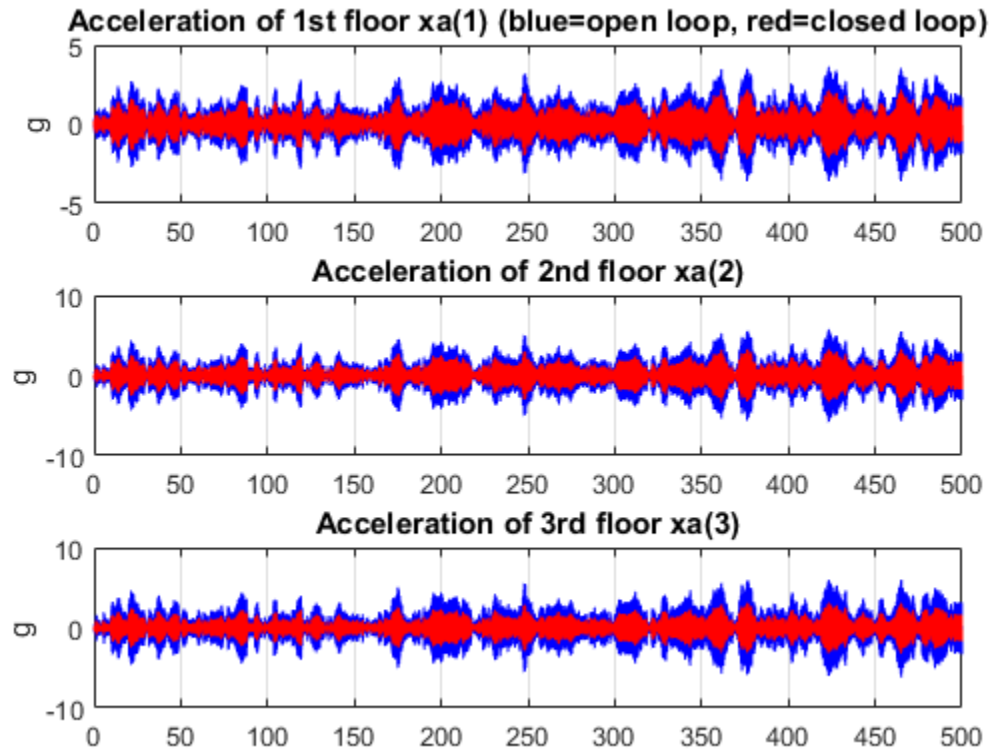 Acceleration of 1st floor xa(1) (blue=open loop, red=closed loop)
5
g
0
-5
0 50 100 150 200 250 300 350 400 450 500
Acceleration of 2nd floor xa(2)
10
g
0
-10
0 50 100 150 200 250 300 350 400 450 500
Acceleration of 3rd floor xa(3)
10
g
0
-10
0 50 100 150 200 250 300 350 400 450 500